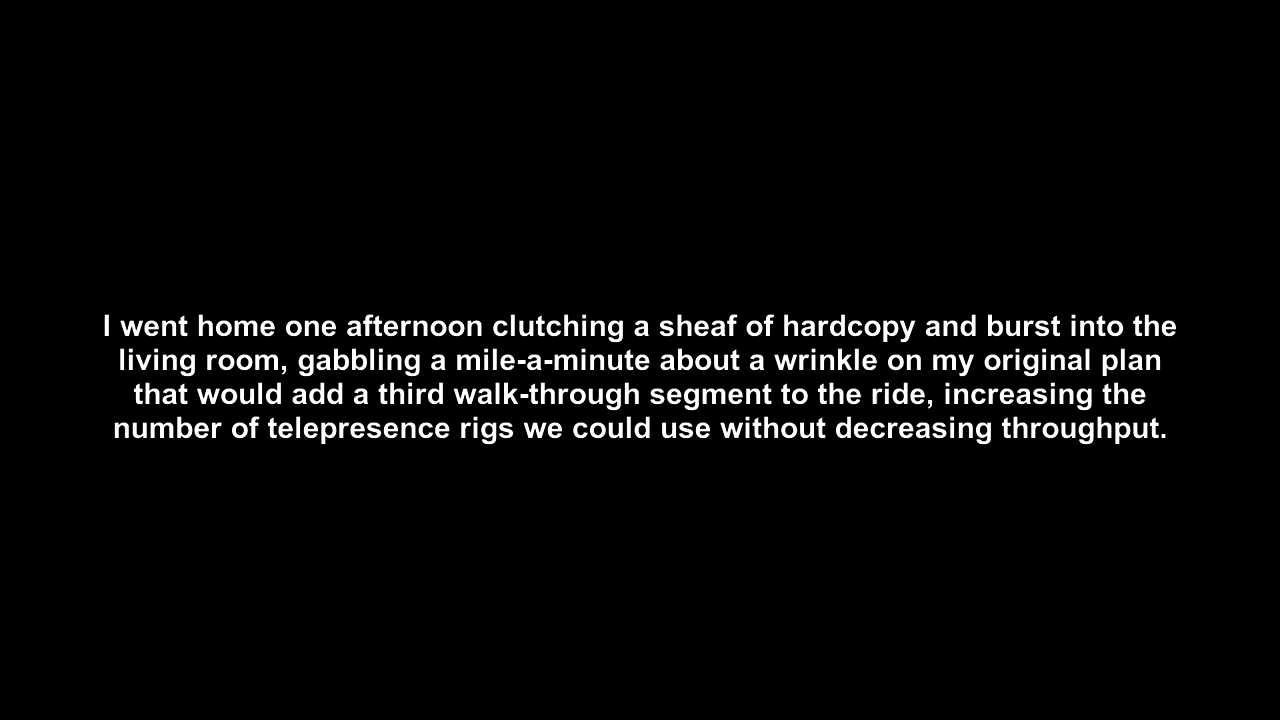 I went home one afternoon clutching a sheaf of hardcopy and burst into the
living room, gabbling a mile-a-minute about a wrinkle on my original plan
that would add a third walk-through segment to the ride, increasing the
number of telepresence rigs we could use without decreasing throughput.